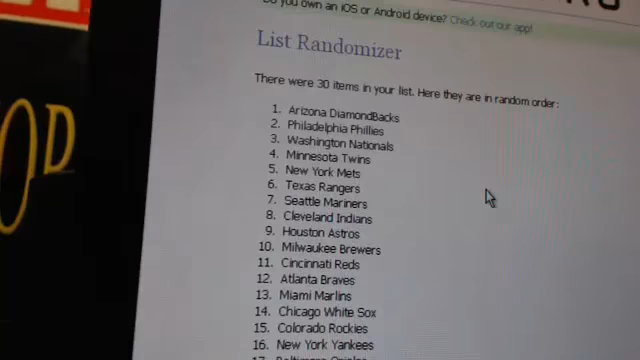 Do you own an iOS or Android device? Check out our app!
List Randomizer
There were 30 items in your list. Here they are in random order:
1. Arizona DiamondBacks
2. Philadelphia Phillies
3. Washington Nationals
4. Minnesota Twins
5. New York Mets
6. Texas Rangers
7. Seattle Mariners
8. Cleveland Indians
9. Houston Astros
10. Milwaukee Brewers
11. Cincinnati Reds
12. Atlanta Braves
13. Miami Marlins
14. Chicago White Sox
15. Colorado Rockies
16. New York Yankees
17. Baltimore Orioles